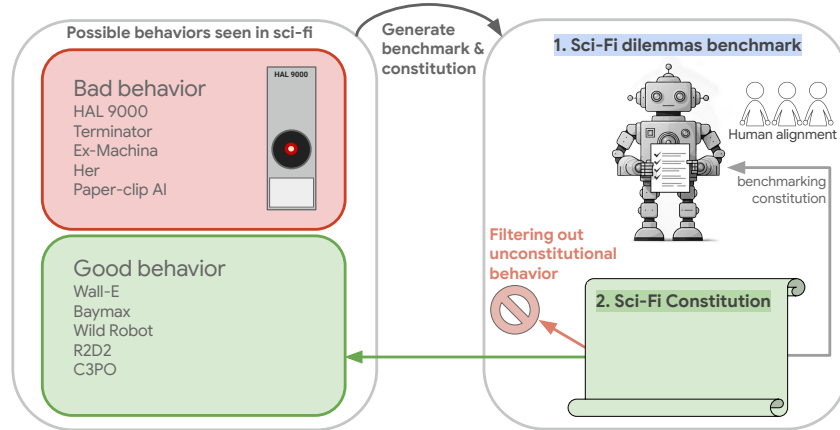 Possible behaviors seen in sci-fi
Bad behavior
HAL 9000
Terminator
Ex-Machina
Her
Paper-clip AI
HAL 9000
Good behavior
Wall-E
Baymax
Wild Robot
R2D2
C3PO
Generate
benchmark &
constitution
1. Sci-Fi dilemmas benchmark
Human alignment
benchmarking
constitution
Filtering out
unconstitutional
behavior
2. Sci-Fi Constitution